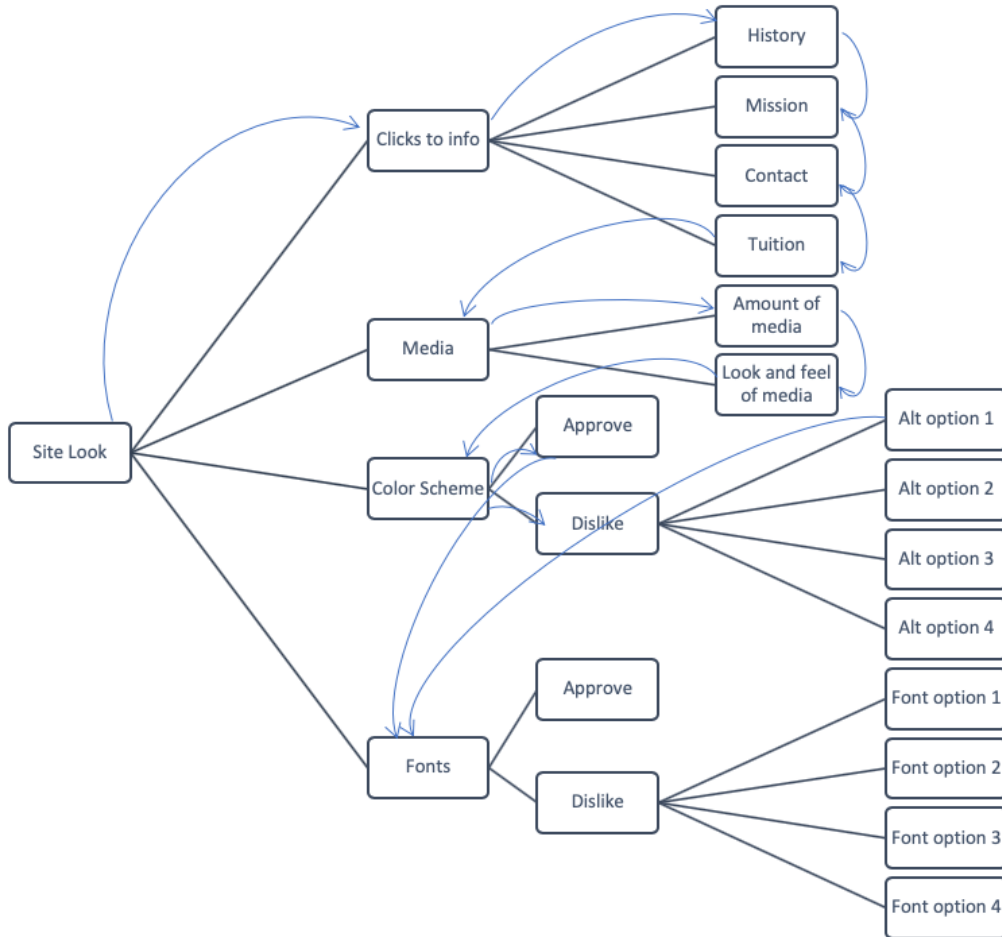 History
Mission
Clicks to info
Contact
Tuition
Amount of
media
Media
Look and feel
of media
Site Look
Approve
Color Scheme
Dislike
Alt option 1
Alt option 2
Alt option 3
Alt option 4
Approve
Fonts
Dislike
Font option 1
Font option 2
Font option 3
Font option 4